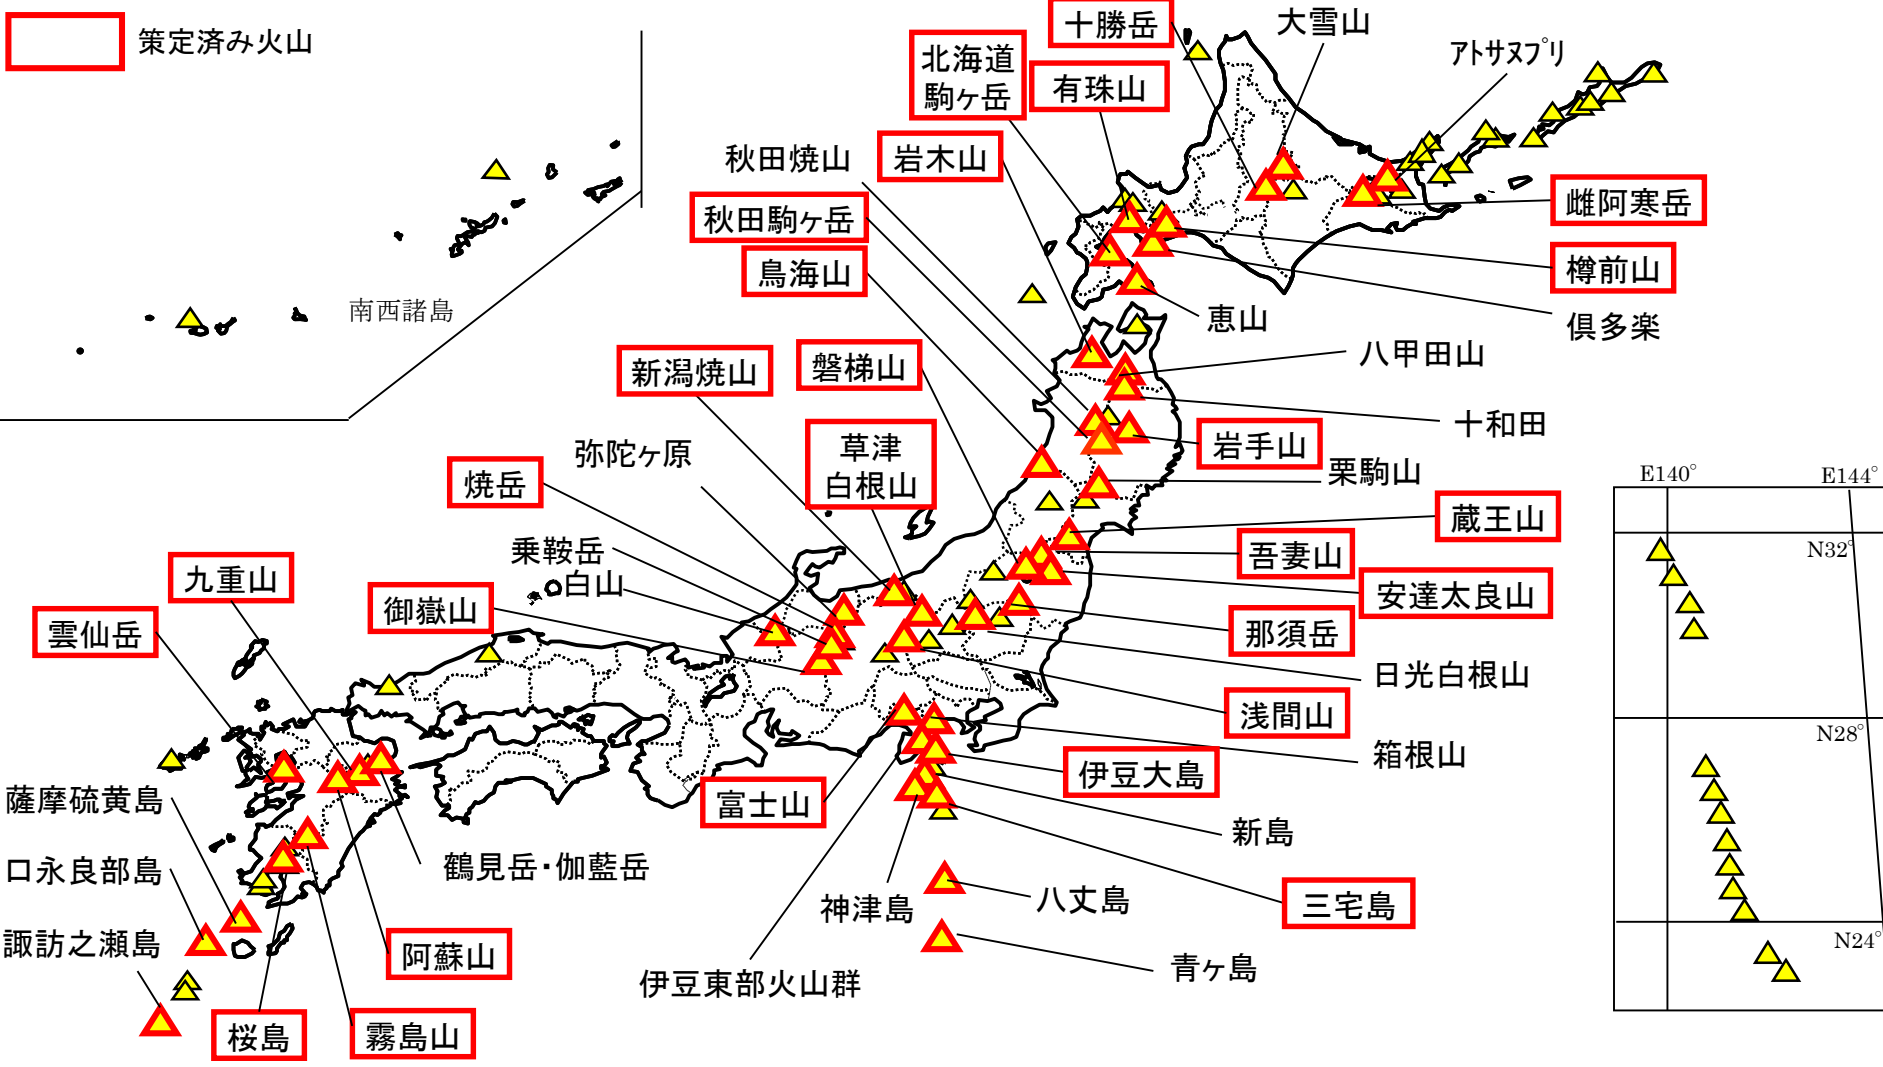 策定済み火山
十勝岳
大雪山
アトサヌプリ
北海道
駒ヶ岳
有珠山
秋田焼山
岩木山
秋田駒ヶ岳
雌阿寒岳
鳥海山
樽前山
南西諸島
恵山
倶多楽
新潟焼山
磐梯山
八甲田山
十和田
弥陀ヶ原
草津
白根山
岩手山
栗駒山
焼岳
E140°
E144°
蔵王山
乗鞍岳
吾妻山
N32°
九重山
白山
安達太良山
御嶽山
雲仙岳
那須岳
日光白根山
浅間山
N28°
箱根山
伊豆大島
薩摩硫黄島
富士山
新島
口永良部島
鶴見岳・伽藍岳
神津島
八丈島
三宅島
諏訪之瀬島
阿蘇山
N24°
伊豆東部火山群
青ヶ島
桜島
霧島山